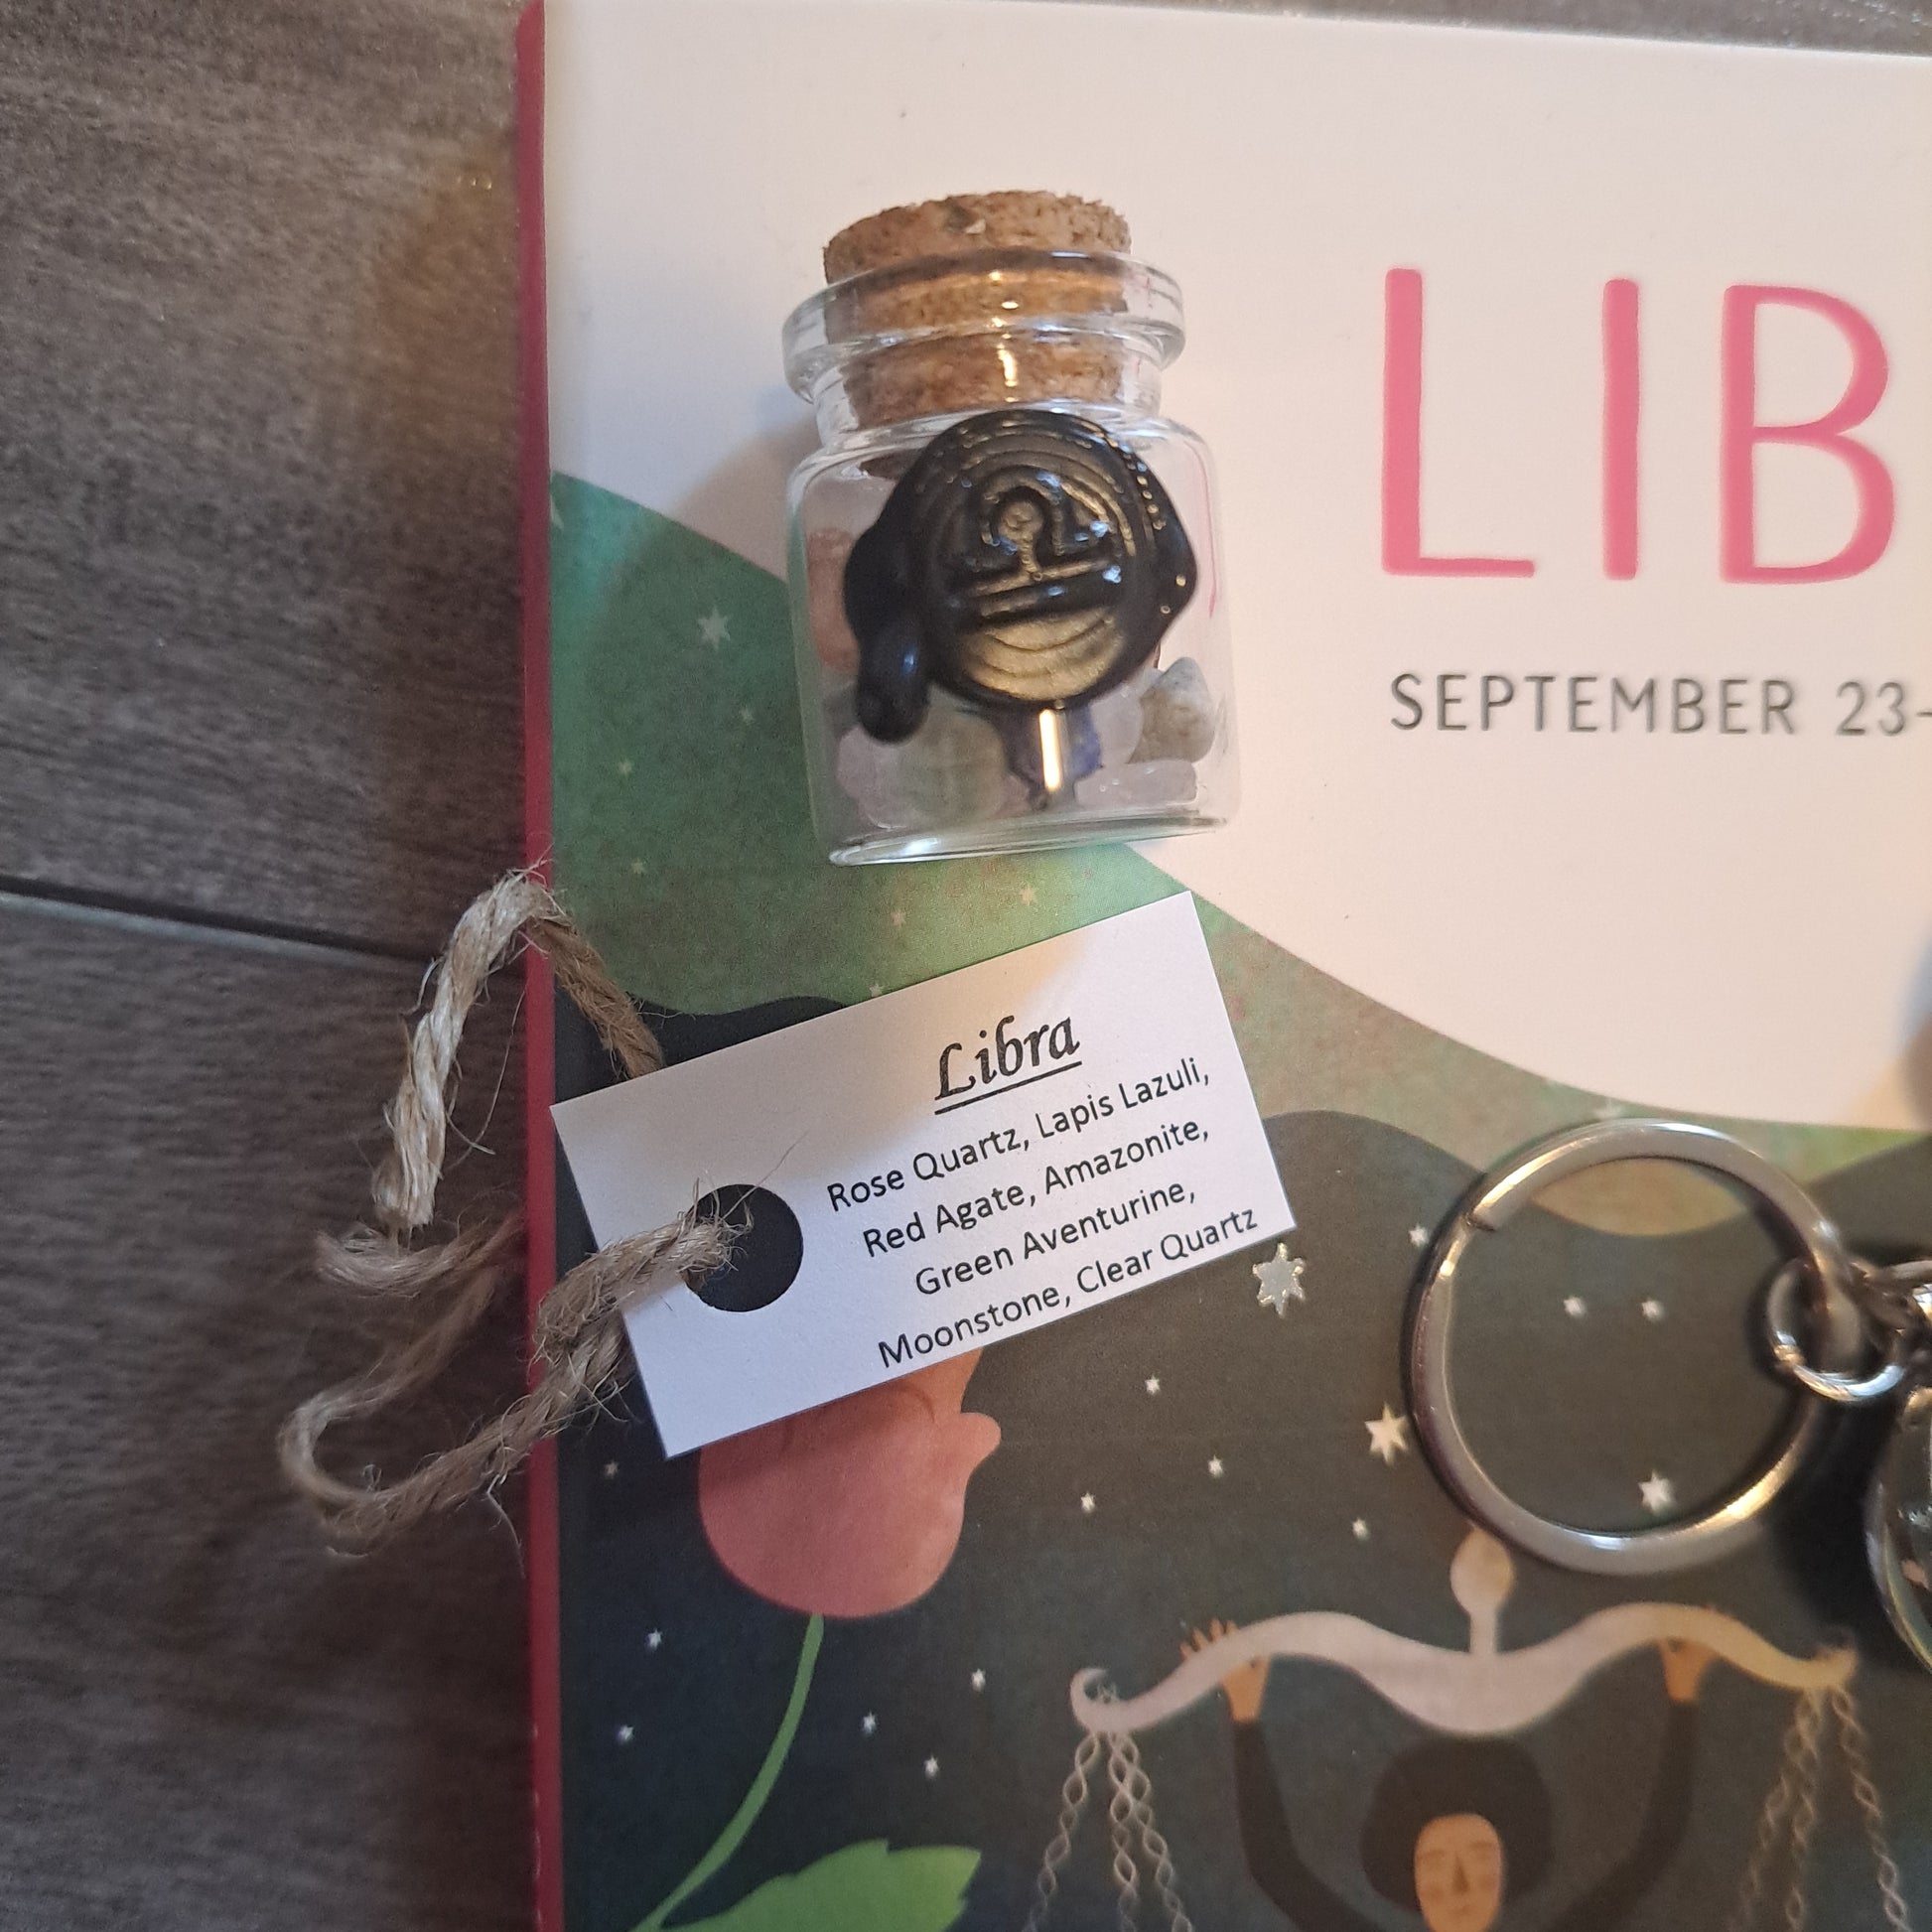 LIB
SEPTEMBER 23-
Libra
Rose Quartz, Lapis Lazuli,
Red Agate, Amazonite,
Green Aventurine,
Moonstone, Clear Quartz